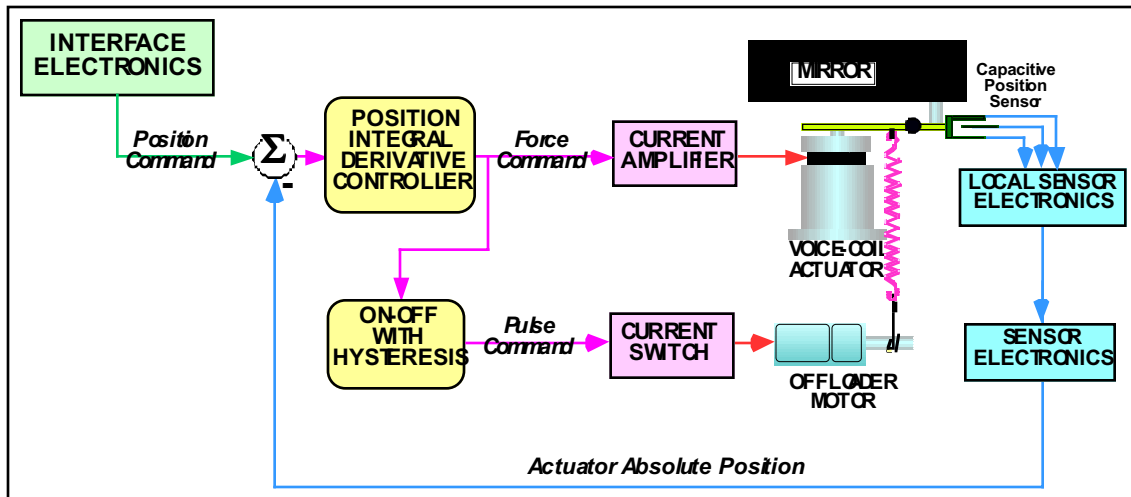 INTERFACE
ELECTRONICS
MIRROR
Capacitive
Position
Sensor
Position
Command
Σ
-
POSITION
INTEGRAL
DERIVATIVE
CONTROLLER
Force
Command
CURRENT
AMPLIFIER
LOCAL SENSOR
ELECTRONICS
VOICE-COIL
ACTUATOR
ON-OFF
WITH
HYSTERESIS
Pulse
Command
CURRENT
SWITCH
SENSOR
ELECTRONICS
OFFLOADER
MOTOR
Actuator Absolute Position